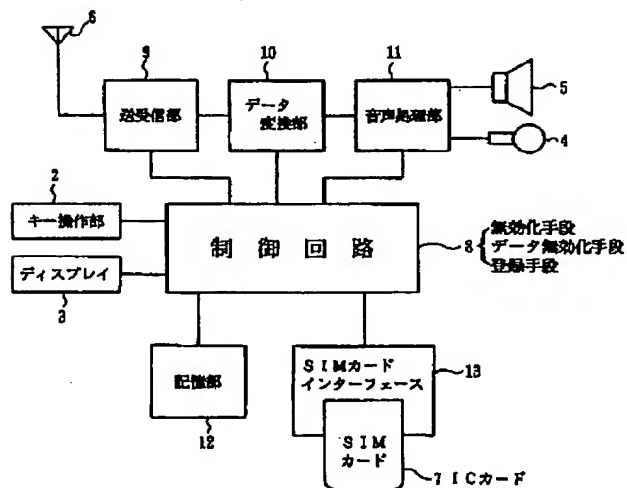 6
9
送受信部
10
データ
変換部
11
音声処理部
5
4
2
キー操作部
ディスプレイ
3
制御回路
8
無効化手段
データ無効化手段
登録手段
記憶部
12
SIMカード
インターフェース
13
SIM
カード
7 ICカード